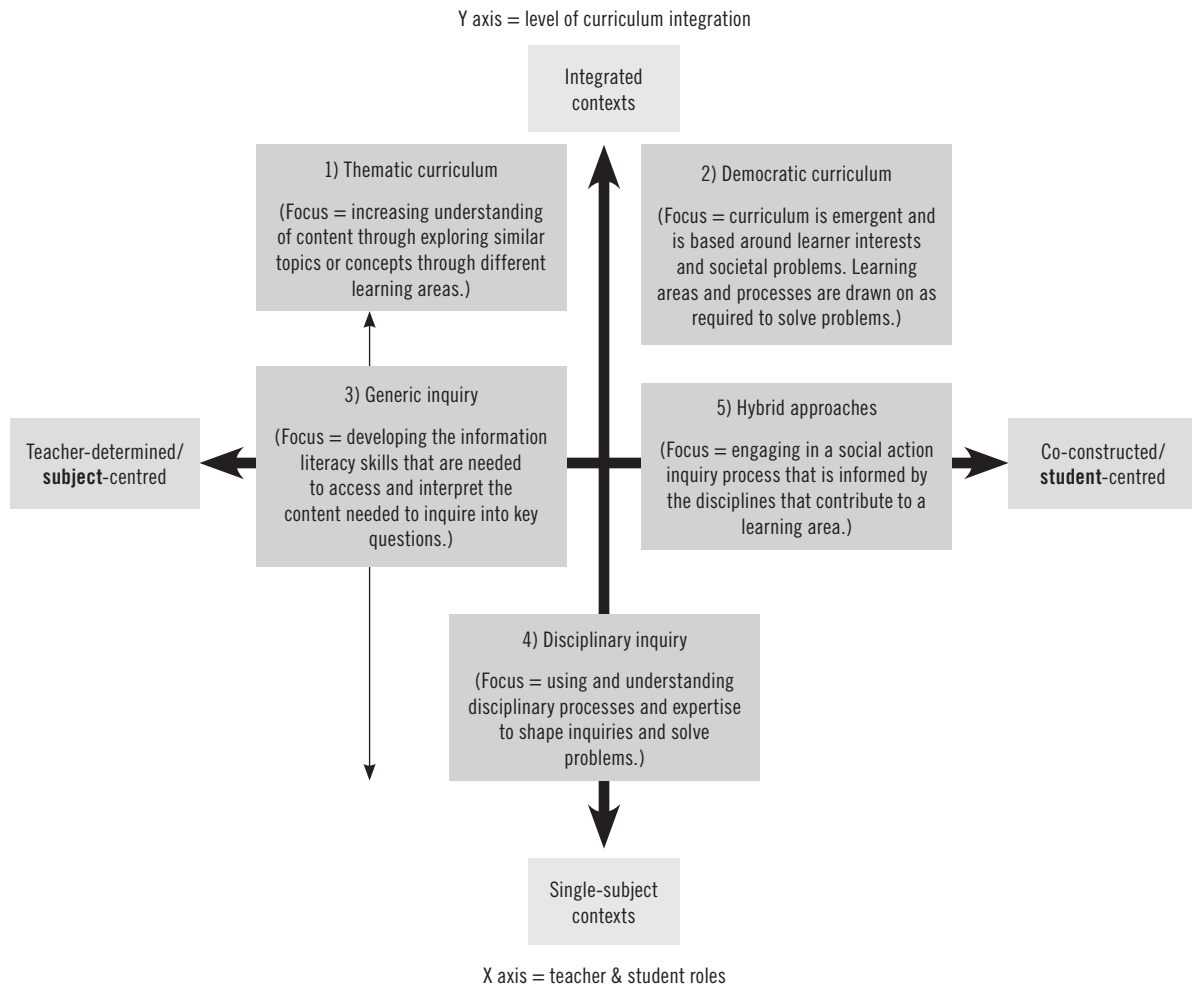 Y axis = level of curriculum integration
Integrated
contexts
1) Thematic curriculum
(Focus = increasing understanding
of content through exploring similar
topics or concepts through different
learning areas.)
2) Democratic curriculum
(Focus = curriculum is emergent and
is based around learner interests
and societal problems. Learning
areas and processes are drawn on as
required to solve problems.)
Teacher-determined/
subject-centred
3) Generic inquiry
(Focus = developing the information
literacy skills that are needed
to access and interpret the
content needed to inquire into key
questions.)
5) Hybrid approaches
(Focus = engaging in a social action
inquiry process that is informed by
the disciplines that contribute to a
learning area.)
Co-constructed/
student-centred
4) Disciplinary inquiry
(Focus = using and understanding
disciplinary processes and expertise
to shape inquiries and solve
problems.)
Single-subject
contexts
X axis = teacher & student roles